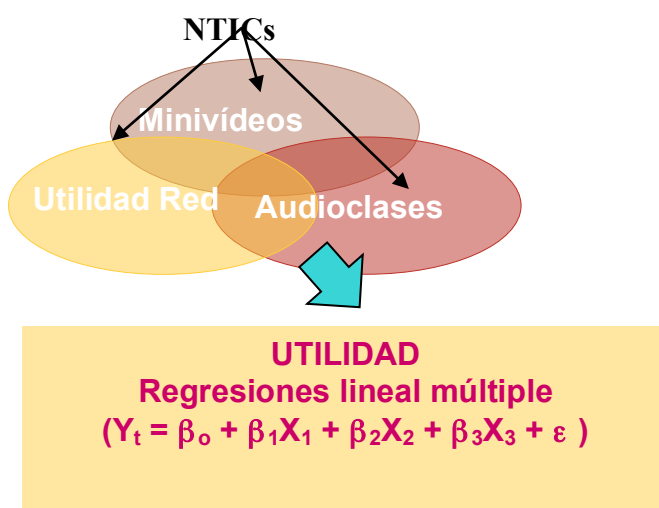 NTICs
Minivídeos
Utilidad Red
Audioclases
UTILIDAD
Regresiones lineal múltiple
(Yₜ = βₒ + β₁X₁ + β₂X₂ + β₃X₃ + ε )